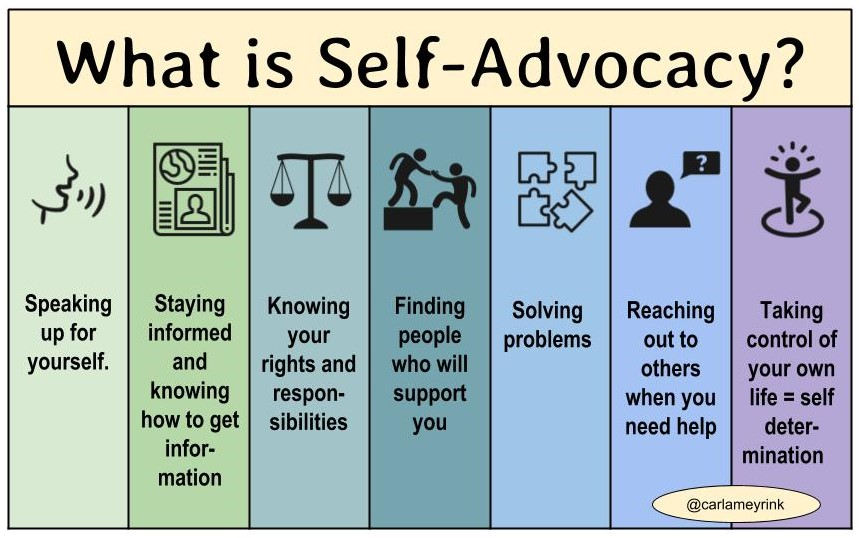 What is Self-Advocacy?
?
Speaking
up for
yourself.
Staying
informed
and
knowing
how to get
infor-
mation
Knowing
your
rights and
respon-
sibilities
Finding
people
who will
support
you
Solving
problems
Reaching
out to
others
when you
need help
Taking
control of
your own
life = self
deter-
mination
@carlameyrink